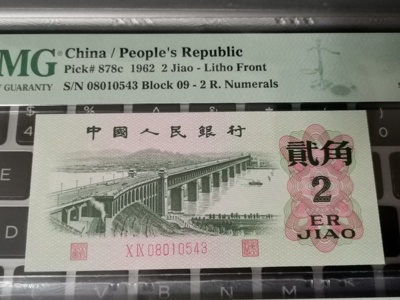 MG China / People's Republic
Pick# 878c 1962 2 Jiao - Litho Front
GUARANTY S/N 08010543 Block 09 - 2 R. Numerals
中國人民銀行
貳角
2
ER
JIAO
X IX 08010543